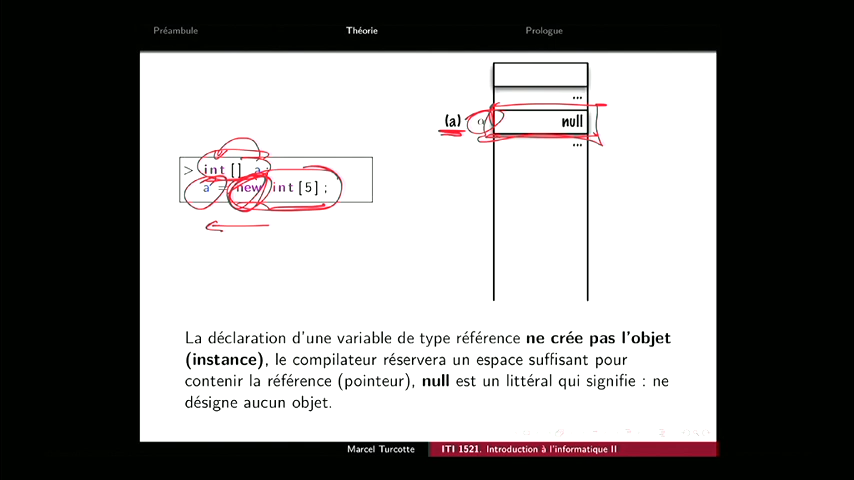 Préambule
Théorie
Prologue
...
(a) a null
...
> int [] a;
a = new int [5];
La déclaration d'une variable de type référence ne crée pas l'objet
(instance), le compilateur réservera un espace suffisant pour
contenir la référence (pointeur), null est un littéral qui signifie : ne
désigne aucun objet.
Marcel Turcotte
ITI 1521. Introduction à l'informatique II